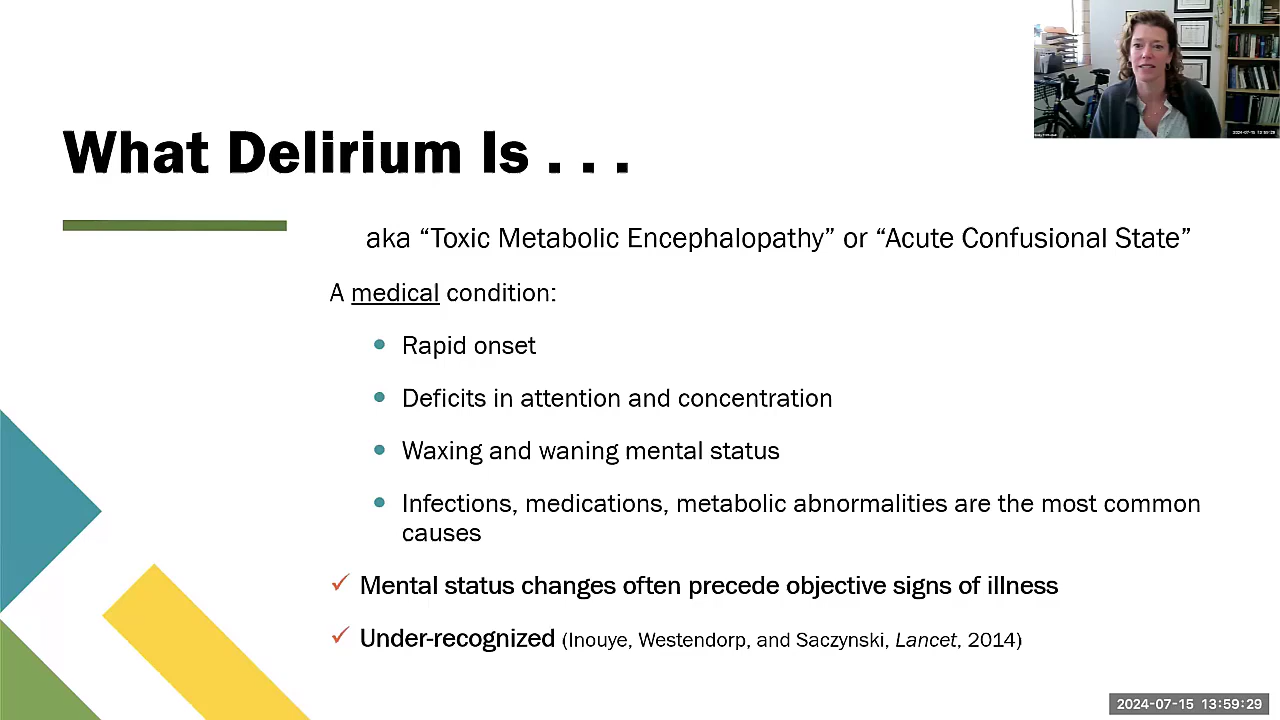 What Delirium Is . . .
aka “Toxic Metabolic Encephalopathy” or “Acute Confusional State”
A medical condition:
Rapid onset
Deficits in attention and concentration
Waxing and waning mental status
Infections, medications, metabolic abnormalities are the most common
causes
✓ Mental status changes often precede objective signs of illness
✓ Under-recognized (Inouye, Westendorp, and Saczynski, Lancet, 2014)
2024-07-15 13:59:29